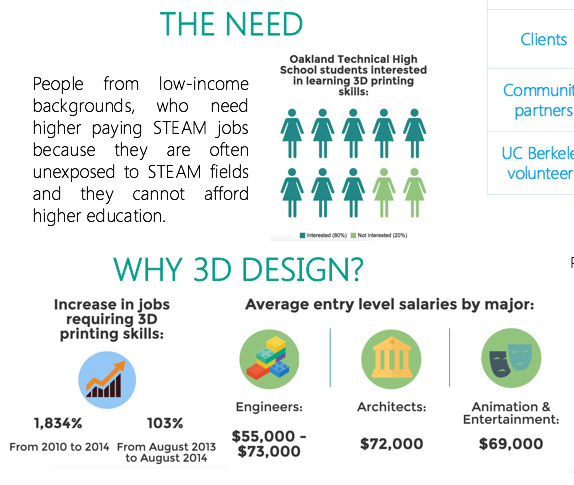 THE NEED
People from low-income
backgrounds, who need
higher paying STEAM jobs
because they are often
unexposed to STEAM fields
and they cannot afford
higher education.
Oakland Technical High
School students interested
in learning 3D printing
skills:
Interested (80%) Not interested (20%)
Clients
Communit
partners
UC Berkele
volunteer
WHY 3D DESIGN?
Increase in jobs
requiring 3D
printing skills:
1,834%
From 2010 to 2014
103%
From August 2013
to August 2014
Average entry level salaries by major:
Engineers:
$55,000 -
$73,000
Architects:
$72,000
Animation &
Entertainment:
$69,000